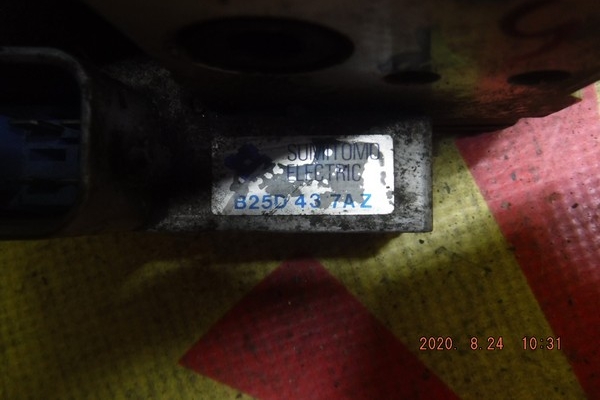 SUMITOMO
ELECTRIC
B25D 43 7AZ
2020. 8.24 10:31